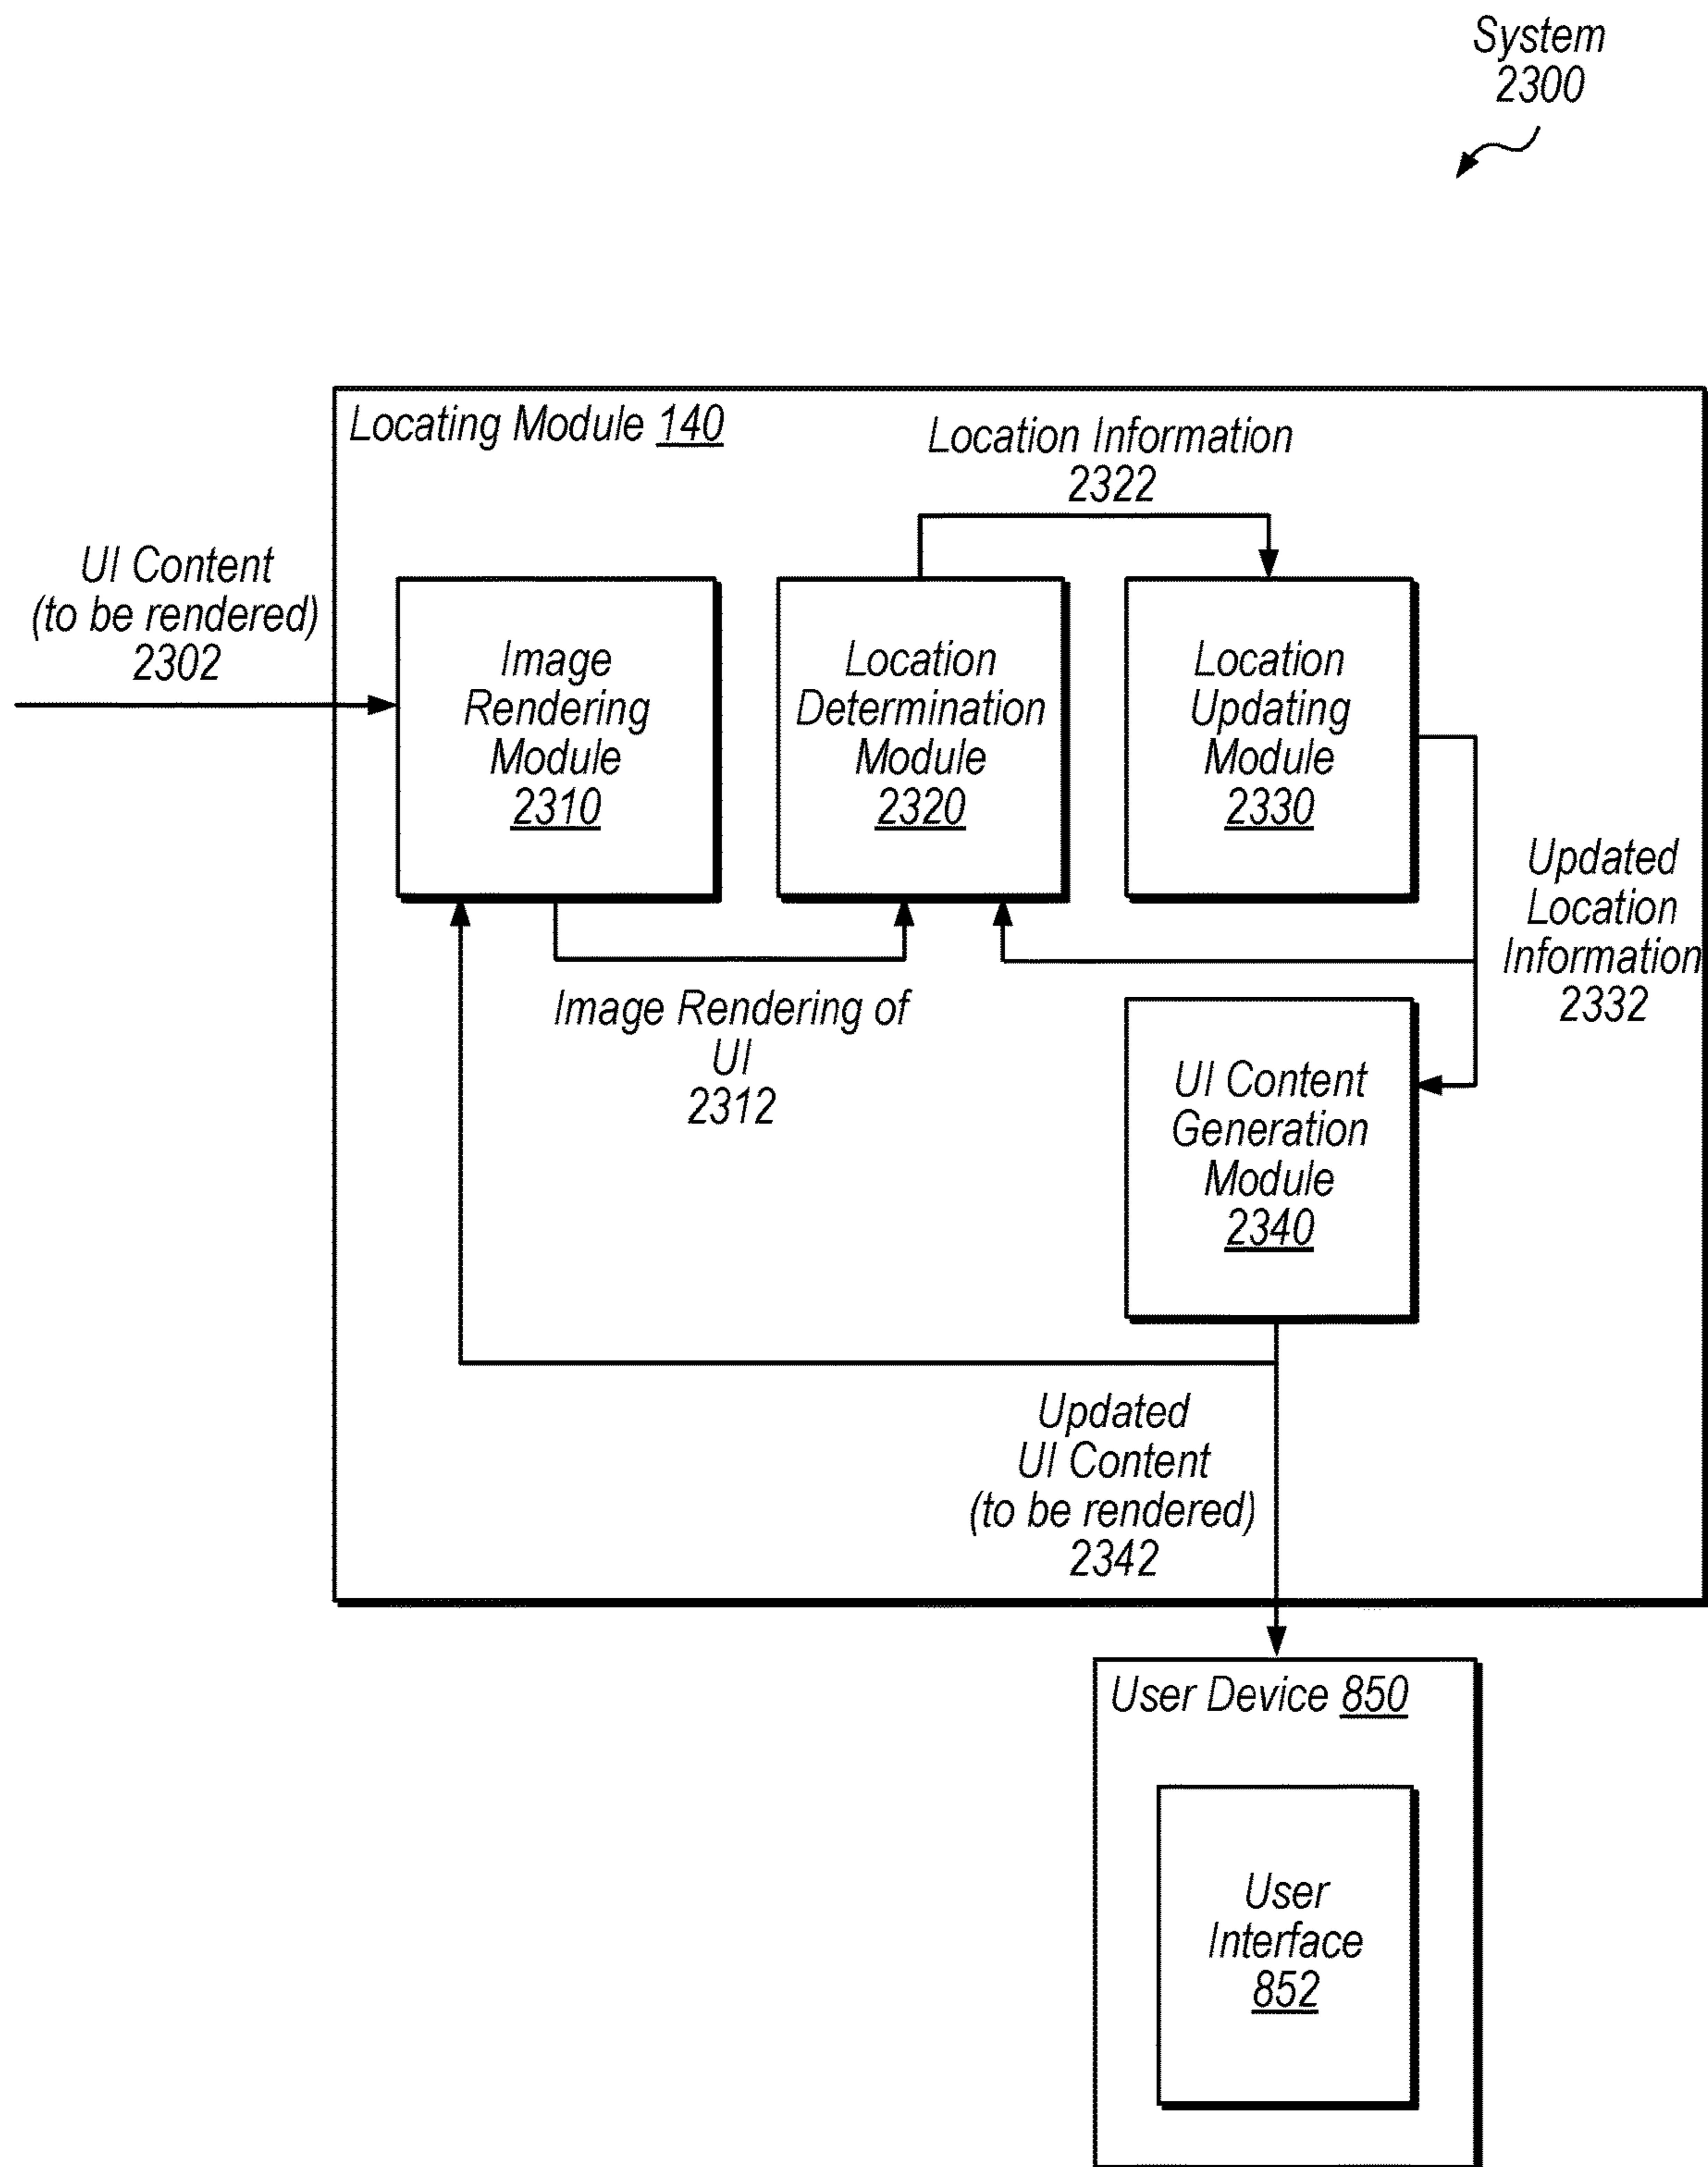 System
2300
Locating Module 140
Location Information
2322
UI Content
(to be rendered)
2302
Image
Rendering
Module
2310
Location
Determination
Module
2320
Location
Updating
Module
2330
Updated
Location
Information
2332
Image Rendering of
UI
2312
UI Content
Generation
Module
2340
Updated
UI Content
(to be rendered)
2342
User Device 850
User
Interface
852